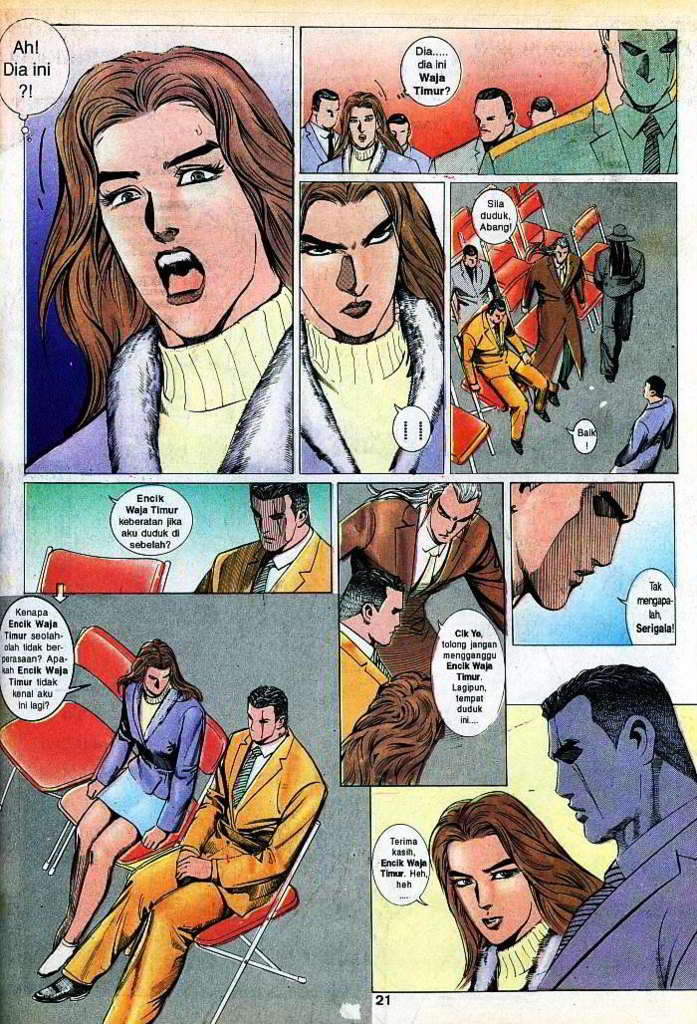 Ah!
Dia ini
?!
Dia.....
dia ini
Waja
Timur?
! !
Sila
duduk,
Abang!
Baik
!
Encik
Waja Timur
keberatan jika
aku duduk di
sebelah?
Kenapa
Encik Waja
Timur seolah-
olah tidak ber-
perasaan? Apa-
kah Encik Waja
Timur tidak
kenal aku
ini lagi?
Cik Yo,
tolong jangan
mengganggu
Encik Waja
Timur.
Lagipun,
tempat
duduk
ini....
Tak
mengapa-
lah,
Serigala!
Terima
kasih,
Encik Waja
Timur. Heh,
heh
....
21